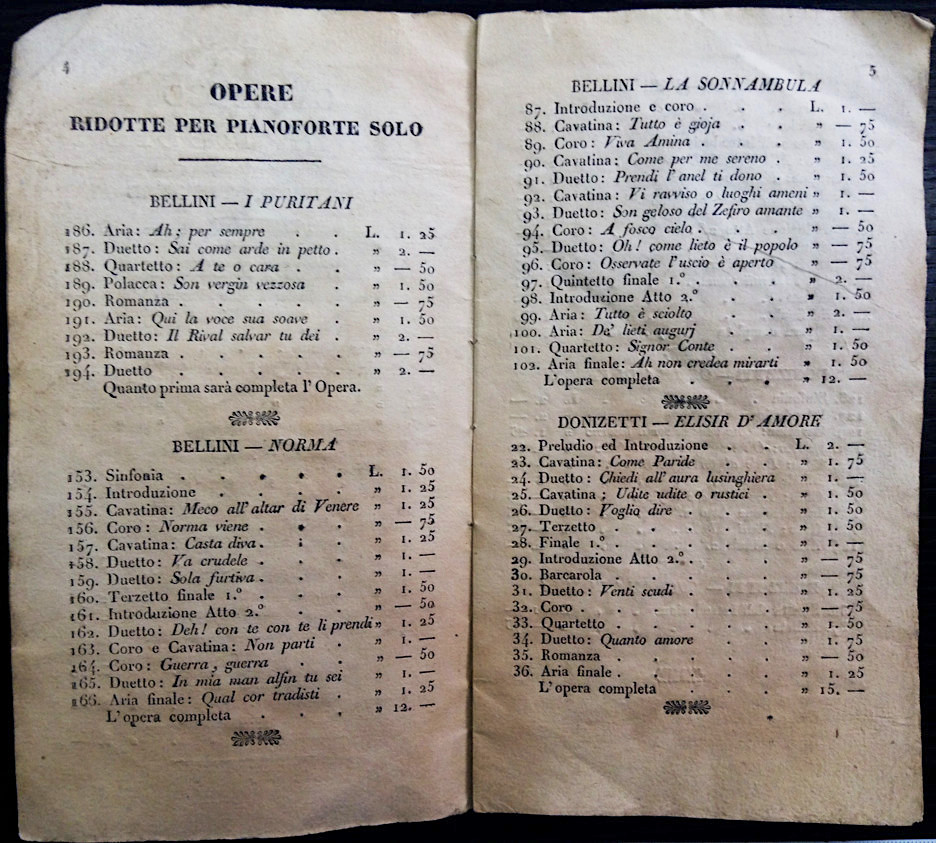 4
OPERE
RIDOTTE PER PIANOFORTE SOLO
BELLINI — I PURITANI
186. Aria: Ah; per sempre . . L. 1. 25
187. Duetto: Sai come arde in petto . " 2. —
188. Quartetto: A te o cara . . " — 50
189. Polacca: Son vergin vezzosa . " 1. 50
190. Romanza . . . . . " — 75
191. Aria: Qui la voce sua soave . " 1. 50
192. Duetto: Il Rival salvar tu dei . " 2. —
193. Romanza . . . . . " — 75
194. Duetto . . . . . " 2. —
Quanto prima sarà completa l' Opera.
BELLINI — NORMA
153. Sinfonia . . . . L. 1. 50
154. Introduzione . . . . " 1. 25
155. Cavatina: Meco all' altar di Venere " 1. 25
156. Coro: Norma viene . . . " — 75
157. Cavatina: Casta diva . . . " 1. 25
158. Duetto: Va crudele . . . " 1. —
159. Duetto: Sola furtiva . . . " 1. —
160. Terzetto finale 1.° . . . " 1. 50
161. Introduzione Atto 2.° . . " — 50
162. Duetto: Deh! con te con te li prendi " 1. 25
163. Coro e Cavatina: Non parti . " 1. —
164. Coro: Guerra, guerra . . " — 50
165. Duetto: In mia man alfin tu sei " 1. —
166. Aria finale: Qual cor tradisti . " 1. 25
L' opera completa . . . " 12. —
5
BELLINI — LA SONNAMBULA
87. Introduzione e coro . . . L. 1. —
88. Cavatina: Tutto è gioja . . " — 75
89. Coro: Viva Amina . . . " 1. 50
90. Cavatina: Come per me sereno . " 1. 25
91. Duetto: Prendi l' anel ti dono . " 1. 50
92. Cavatina: Vi ravviso o luoghi ameni " 1. —
93. Duetto: Son geloso del Zefiro amante " 1. —
94. Coro: A fosco cielo . . . " — 50
95. Duetto: Oh! come lieto è il popolo " — 75
96. Coro: Osservate l'uscio è aperto " — 75
97. Quintetto finale 1.° . . . " 2. —
98. Introduzione Atto 2.° . . " 1. 50
99. Aria: Tutto è sciolto . . " 2. —
100. Aria: De' lieti augurj . . " 1. —
101. Quartetto: Signor Conte . . " 1. 50
102. Aria finale: Ah non credea mirarti " 1. 50
L'opera completa . . . " 12. —
DONIZETTI — ELISIR D' AMORE
22. Preludio ed Introduzione . . L. 2. —
23. Cavatina: Come Paride . . " 1. 75
24. Duetto: Chiedi all' aura lusinghiera " 1. —
25. Cavatina; Udite udite o rustici . " 1. 50
26. Duetto: Voglio dire . . . " 1. 50
27. Terzetto . . . . . " 1. 50
28. Finale 1.° . . . . . " 1. —
29. Introduzione Atto 2.° . . . " — 75
30. Barcarola . . . . . " — 75
31. Duetto: Venti scudi . . . " 1. 25
32. Coro . . . . . . " — 75
33. Quartetto . . . . . " 1. 50
34. Duetto: Quanto amore . . " 1. 75
35. Romanza . . . . . " — 50
36. Aria finale . . . . . " 1. 25
L' opera completa . . . " 15. —